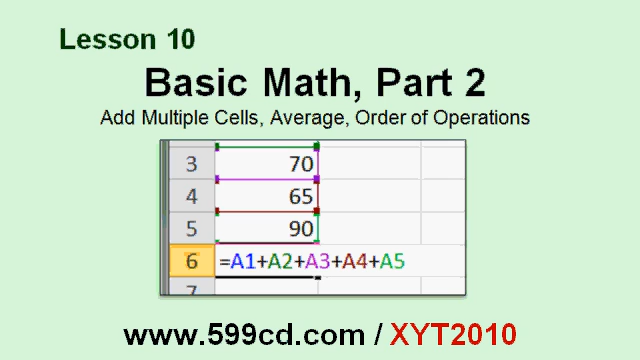 Lesson 10
Basic Math, Part 2
Add Multiple Cells, Average, Order of Operations
3 70
4 65
5 90
6 =A1+A2+A3+A4+A5
7
www.599cd.com / XYT2010